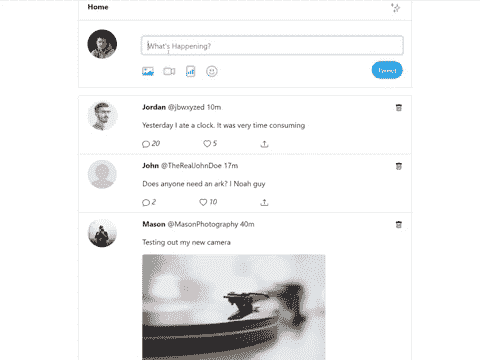 Home
What's Happening?
Tweet
Jordan @jbwxyzed 10m
Yesterday I ate a clock. It was very time consuming
20 5
John @TheRealJohnDoe 17m
Does anyone need an ark? I Noah guy
2 10
Mason @MasonPhotography 40m
Testing out my new camera